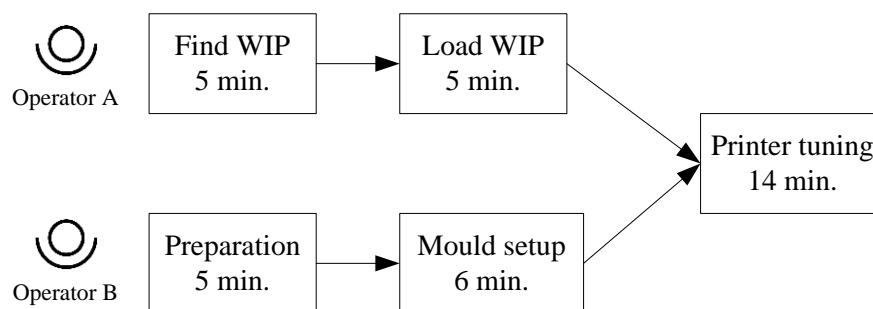 Find WIP
5 min.
Load WIP
5 min.
Operator A
Printer tuning
14 min.
Preparation
5 min.
Mould setup
6 min.
Operator B